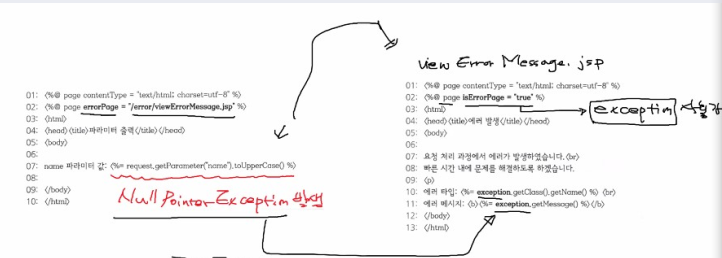 view Error Message.jsp
01: <%@ page contentType = "text/html; charset=utf-8" %>
02: <%@ page errorPage = "/error/viewErrorMessage.jsp" %>
03: <html>
04: <head><title>파라미터 출력</title></head>
05: <body>
06:
07: name 파라미터 값: <%= request.getParameter("name").toUpperCase() %>
08:
09: </body>
10: </html>
NullPointerException 발생
01: <%@ page contentType = "text/html; charset=utf-8" %>
02: <%@ page isErrorPage = "true" %>
03: <html>
04: <head><title>에러 발생</title></head>
05: <body>
06:
07: 요청 처리 과정에서 에러가 발생하였습니다.<br>
08: 빠른 시간 내에 문제를 해결하도록 하겠습니다.
09: <p>
10: 에러 타입: <%= exception.getClass().getName() %> <br>
11: 에러 메시지: <b><%= exception.getMessage() %></b>
12: </body>
13: </html>
exception